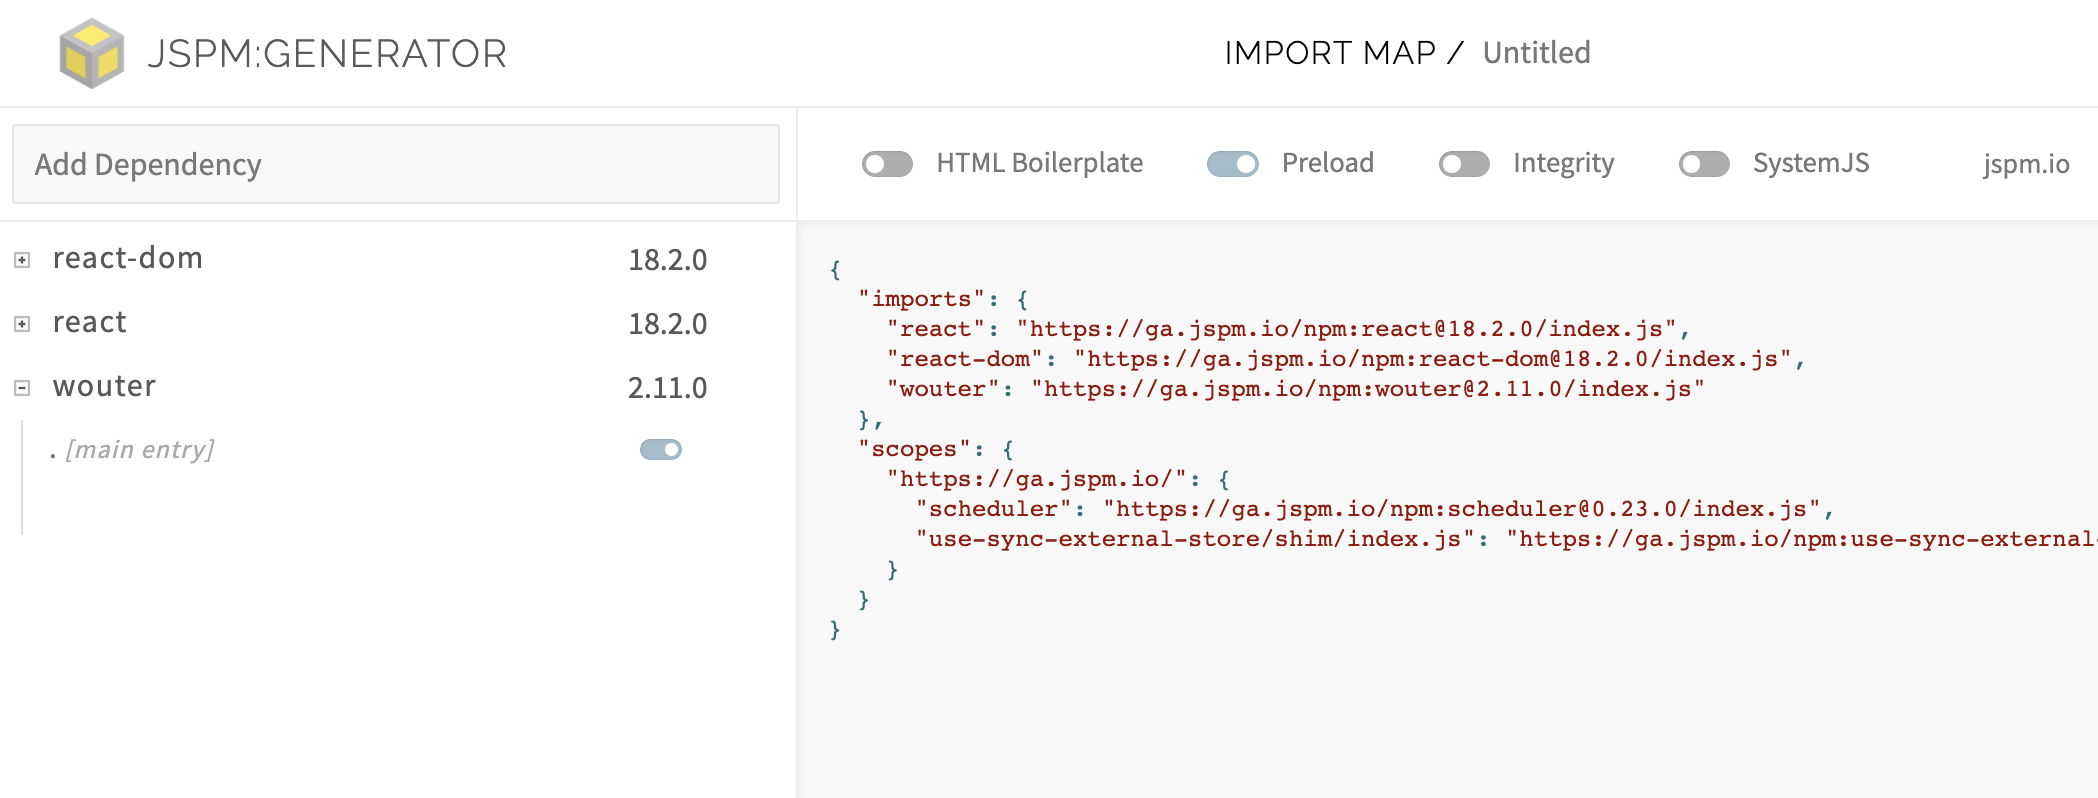 JSPM:GENERATOR
IMPORT MAP / Untitled
Add Dependency
HTML Boilerplate
Preload
Integrity
SystemJS
jspm.io
react-dom 18.2.0
react 18.2.0
wouter 2.11.0
. [main entry]
{
  "imports": {
    "react": "https://ga.jspm.io/npm:react@18.2.0/index.js",
    "react-dom": "https://ga.jspm.io/npm:react-dom@18.2.0/index.js",
    "wouter": "https://ga.jspm.io/npm:wouter@2.11.0/index.js"
  },
  "scopes": {
    "https://ga.jspm.io/": {
      "scheduler": "https://ga.jspm.io/npm:scheduler@0.23.0/index.js",
      "use-sync-external-store/shim/index.js": "https://ga.jspm.io/npm:use-sync-external-
    }
  }
}